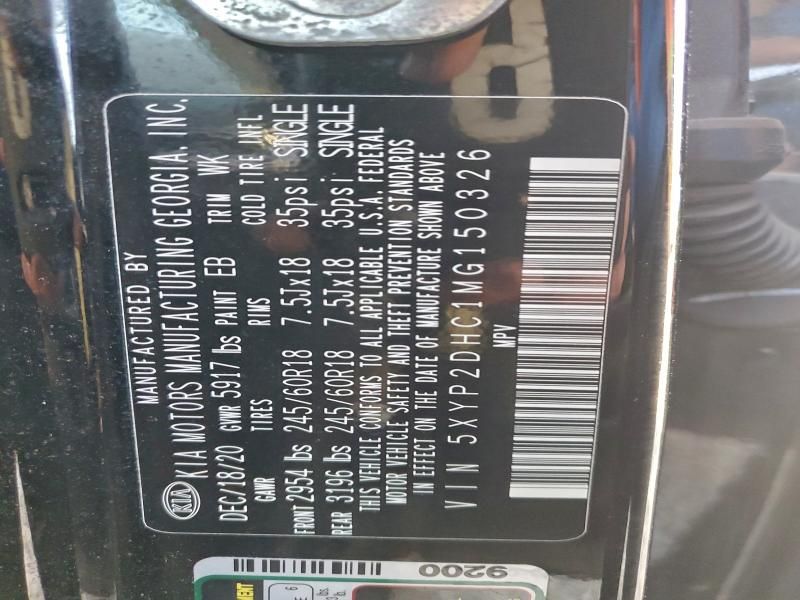 MANUFACTURED BY
KIA KIA MOTORS MANUFACTURING GEORGIA, INC.
DEC/18/20 GVWR 5917 lbs PAINT EB TRIM WK
GAWR TIRES RIMS COLD TIRE INFL
FRONT 2954 lbs 245/60R18 7.5Jx18 35psi SINGLE
REAR 3196 lbs 245/60R18 7.5Jx18 35psi SINGLE
THIS VEHICLE CONFORMS TO ALL APPLICABLE U.S.A. FEDERAL
MOTOR VEHICLE SAFETY AND THEFT PREVENTION STANDARDS
IN EFFECT ON THE DATE OF MANUFACTURE SHOWN ABOVE
VIN 5XYP2DHC1MG150326
MPV
9200